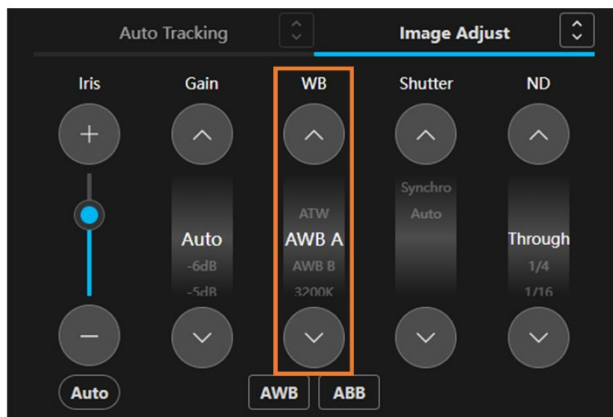 Auto Tracking
Image Adjust
Iris
Gain
WB
Shutter
ND
Auto
-6dB
-5dB
ATW
AWB A
AWB B
3200K
Synchro
Auto
Through
1/4
1/16
Auto
AWB
ABB